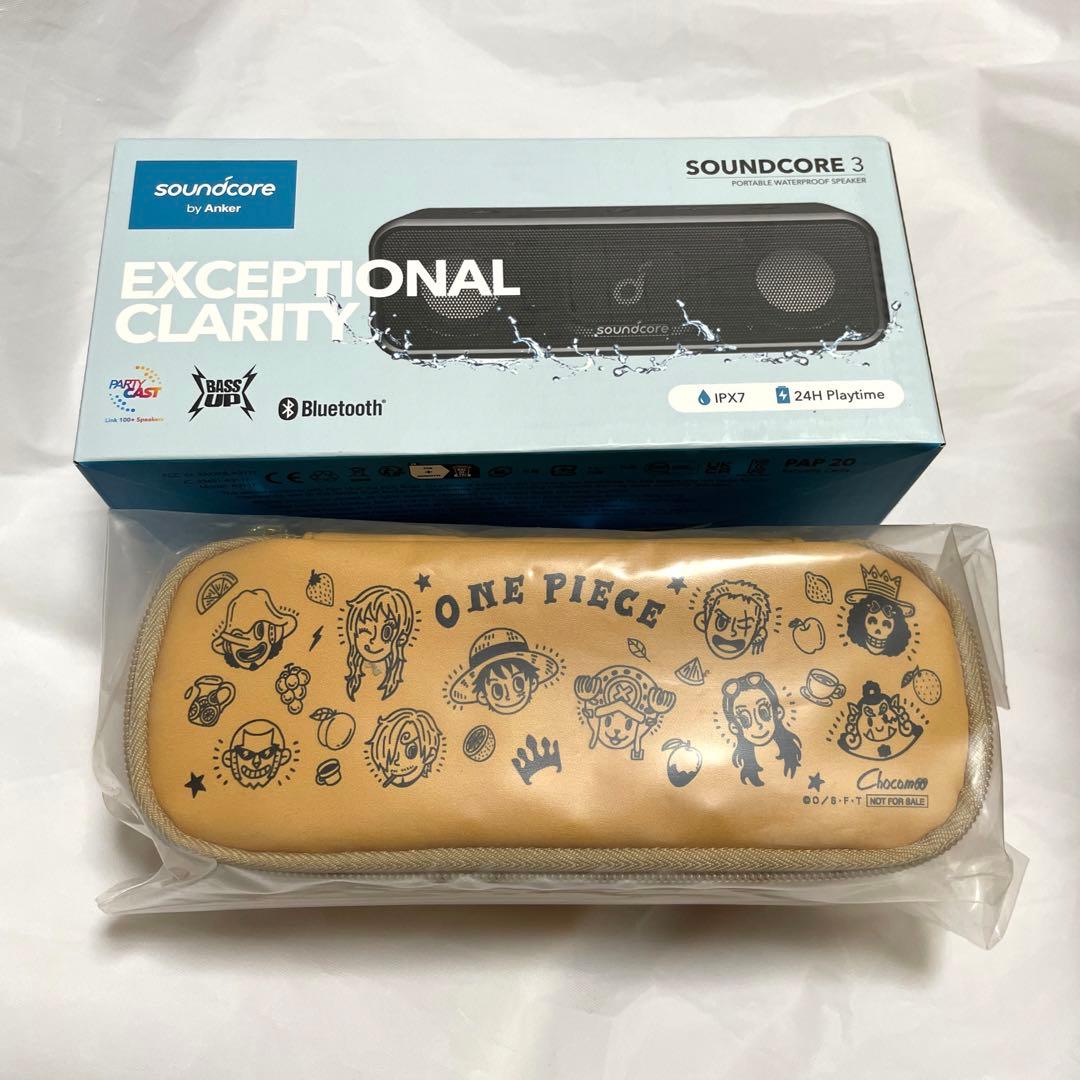 soundcore
by Anker
SOUNDCORE 3
PORTABLE WATERPROOF SPEAKER
EXCEPTIONAL
CLARITY
soundcore
PARTY
CAST
Link 100+ Speakers
BASS
UP
Bluetooth®
IPX7
24H Playtime
PAP 20
ONE PIECE
Chocomoo
©O/S・F・T NOT FOR SALE